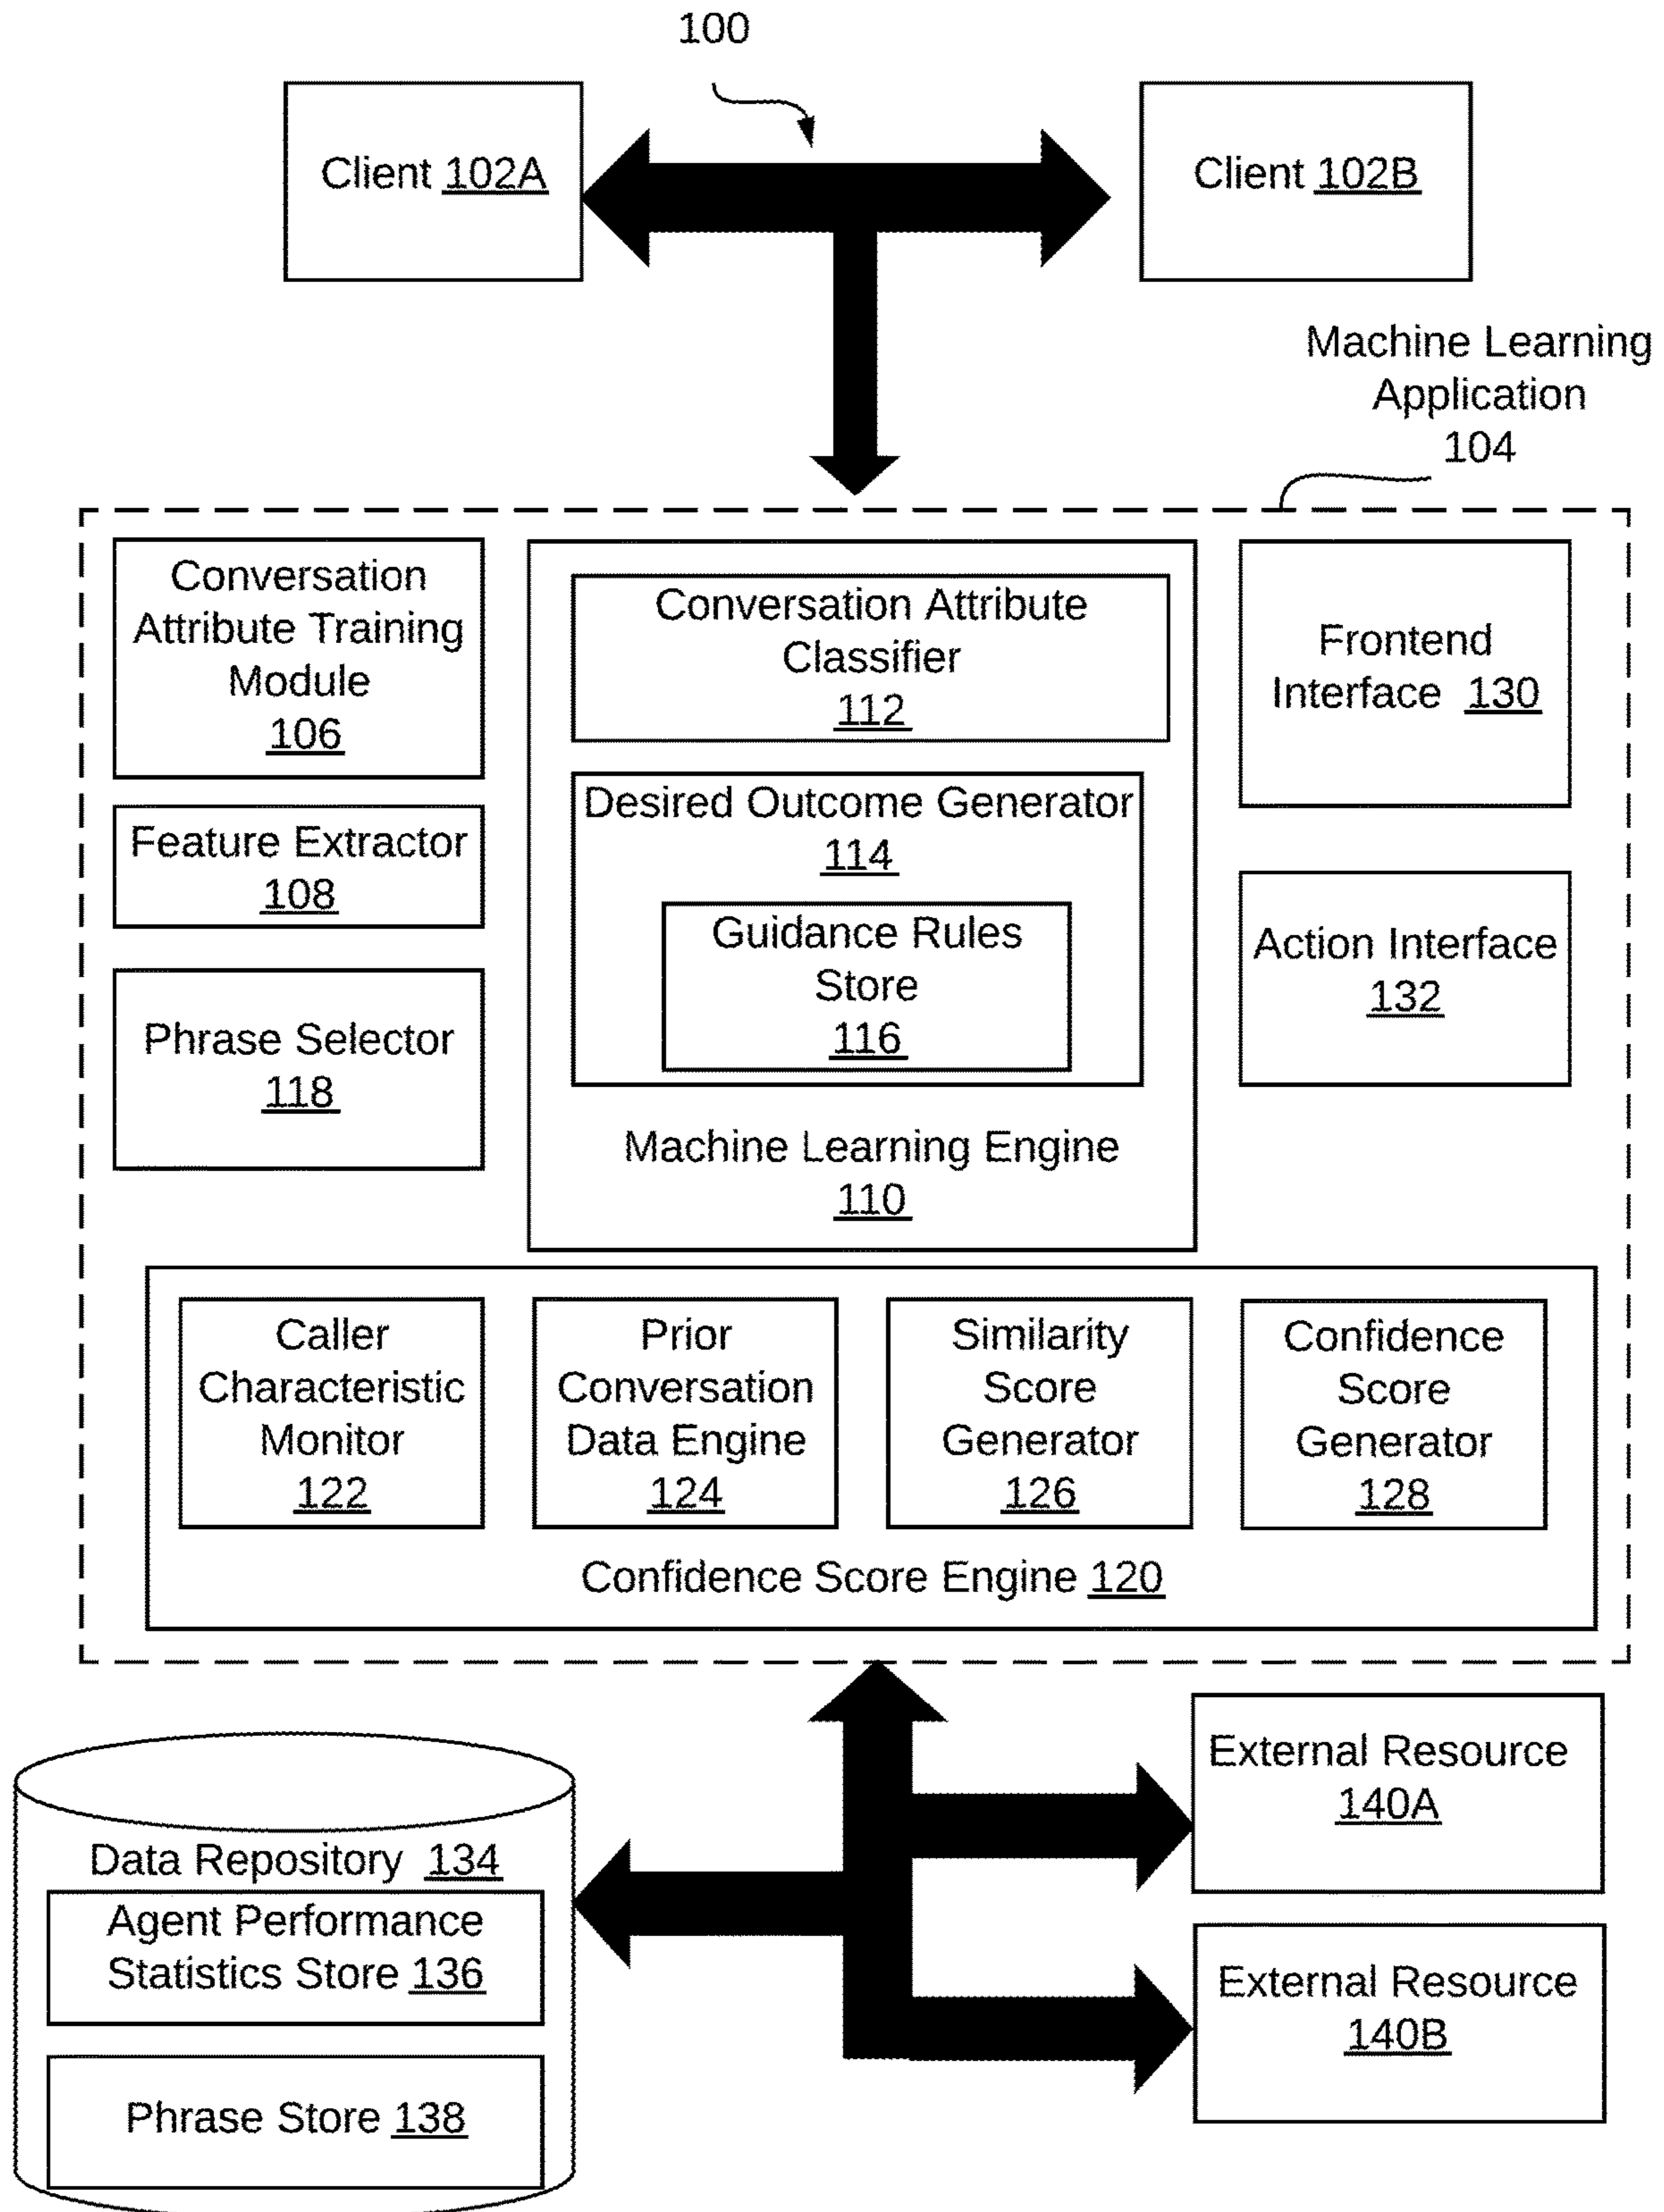 100
Client 102A
Client 102B
Machine Learning
Application
104
Conversation
Attribute Training
Module
106
Feature Extractor
108
Phrase Selector
118
Conversation Attribute
Classifier
112
Desired Outcome Generator
114
Guidance Rules
Store
116
Machine Learning Engine
110
Frontend
Interface 130
Action Interface
132
Caller
Characteristic
Monitor
122
Prior
Conversation
Data Engine
124
Similarity
Score
Generator
126
Confidence
Score
Generator
128
Confidence Score Engine 120
Data Repository 134
Agent Performance
Statistics Store 136
Phrase Store 138
External Resource
140A
External Resource
140B